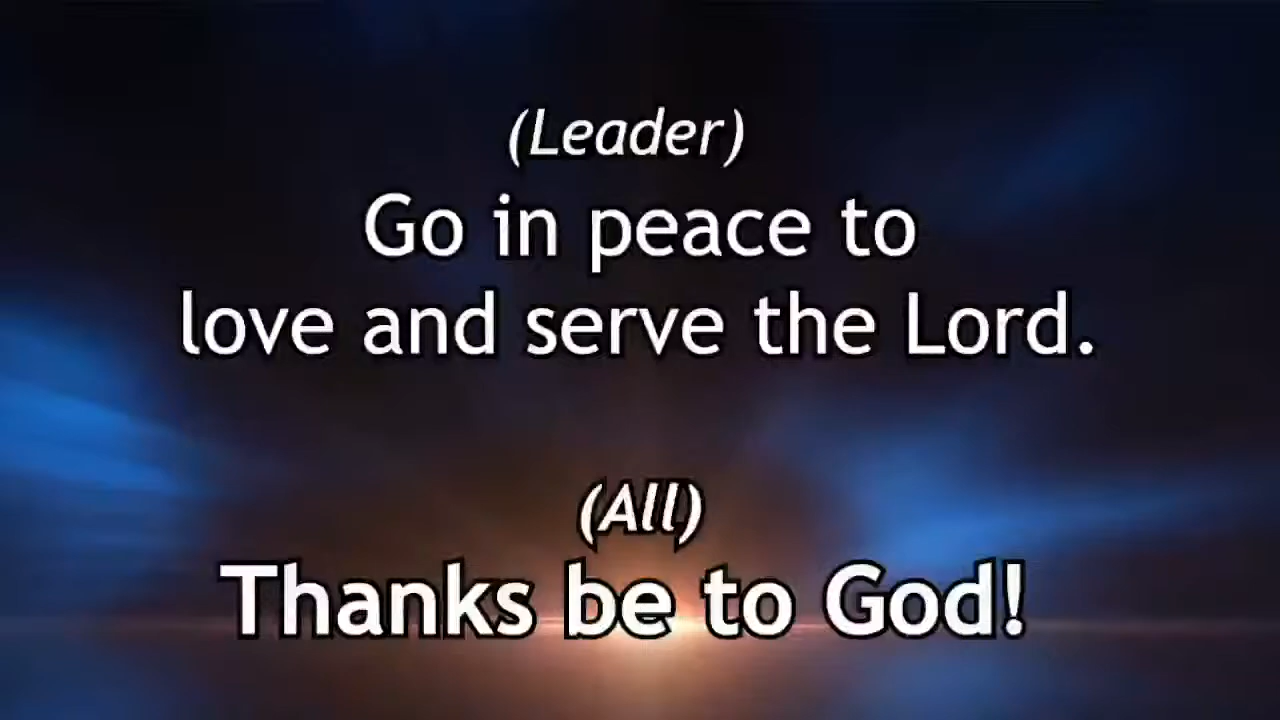 (Leader)
Go in peace to
love and serve the Lord.
(All)
Thanks be to God!